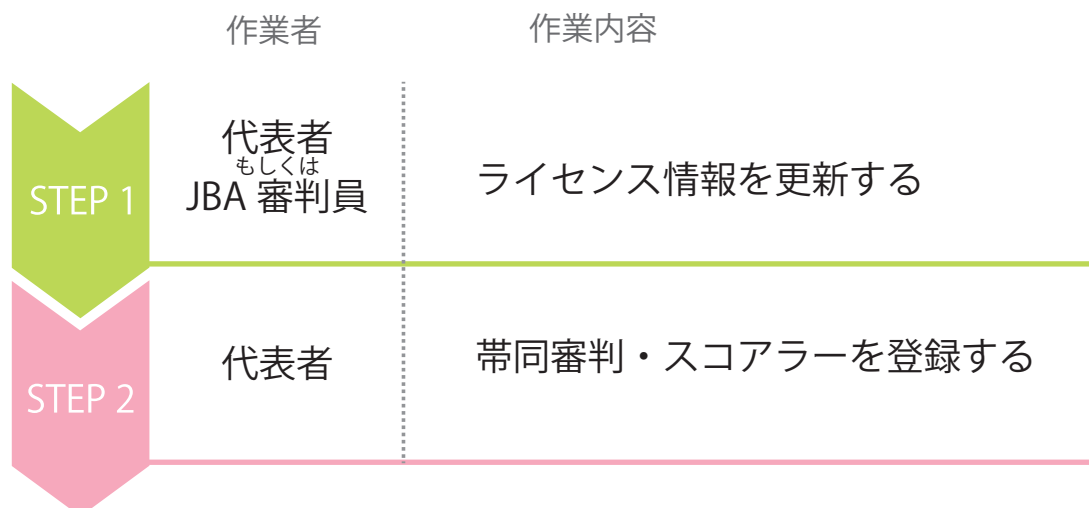 作業者
作業内容
STEP 1
代表者
もしくは
JBA 審判員
ライセンス情報を更新する
STEP 2
代表者
帯同審判・スコアラーを登録する